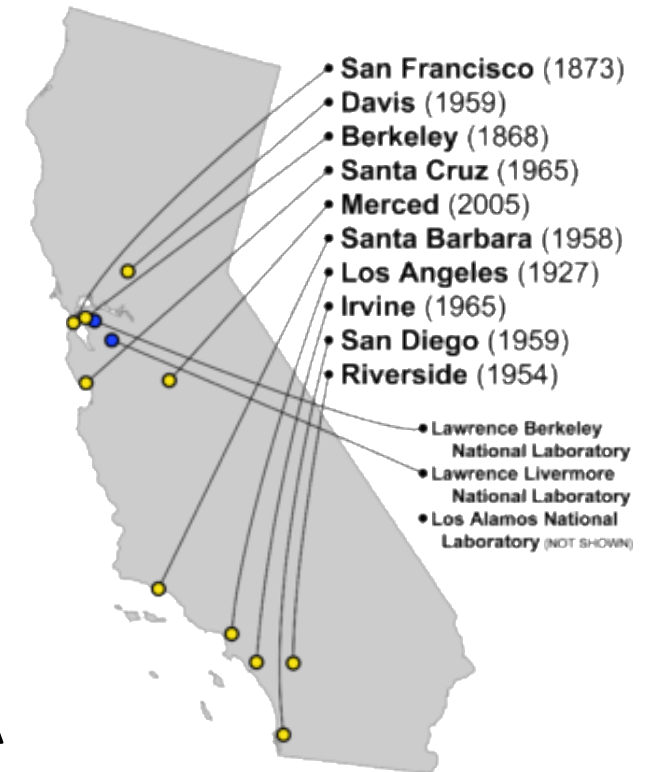 San Francisco (1873)
Davis (1959)
Berkeley (1868)
Santa Cruz (1965)
Merced (2005)
Santa Barbara (1958)
Los Angeles (1927)
Irvine (1965)
San Diego (1959)
Riverside (1954)
Lawrence Berkeley
National Laboratory
Lawrence Livermore
National Laboratory
Los Alamos National
Laboratory (NOT SHOWN)